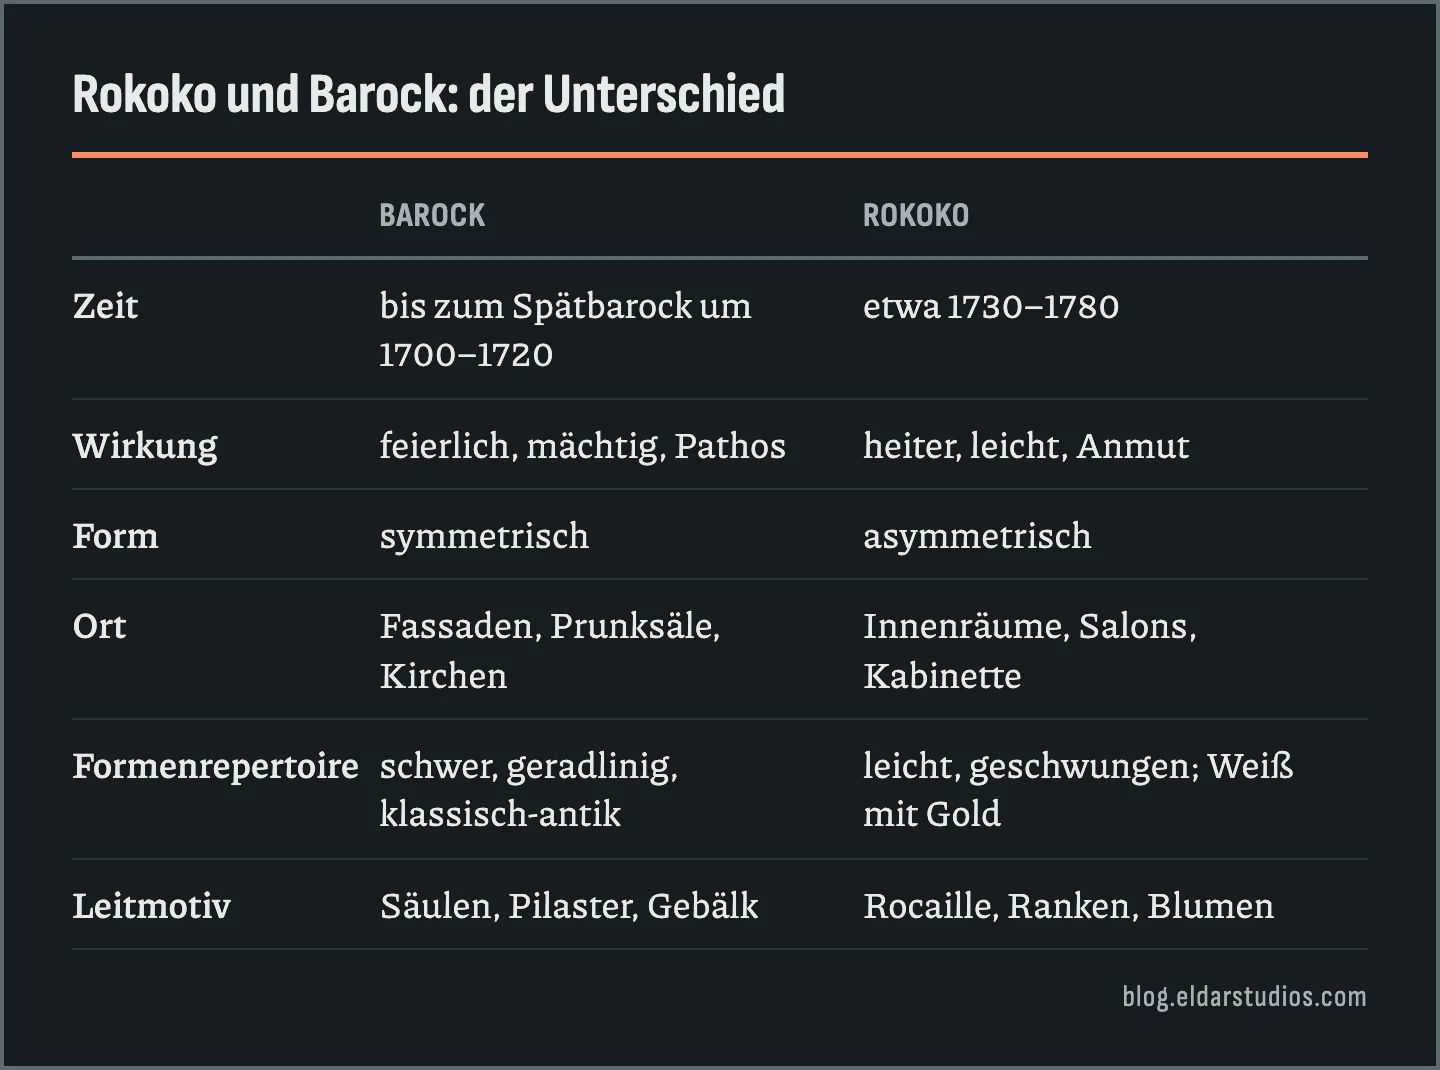 Rokoko und Barock: der Unterschied
BAROCK ROKOKO
Zeit bis zum Spätbarock um etwa 1730–1780
1700–1720
Wirkung feierlich, mächtig, Pathos heiter, leicht, Anmut
Form symmetrisch asymmetrisch
Ort Fassaden, Prunksäle, Innenräume, Salons,
Kirchen Kabinette
Formenrepertoire schwer, geradlinig, leicht, geschwungen; Weiß
klassisch-antik mit Gold
Leitmotiv Säulen, Pilaster, Gebälk Rocaille, Ranken, Blumen
blog.eldarstudios.com